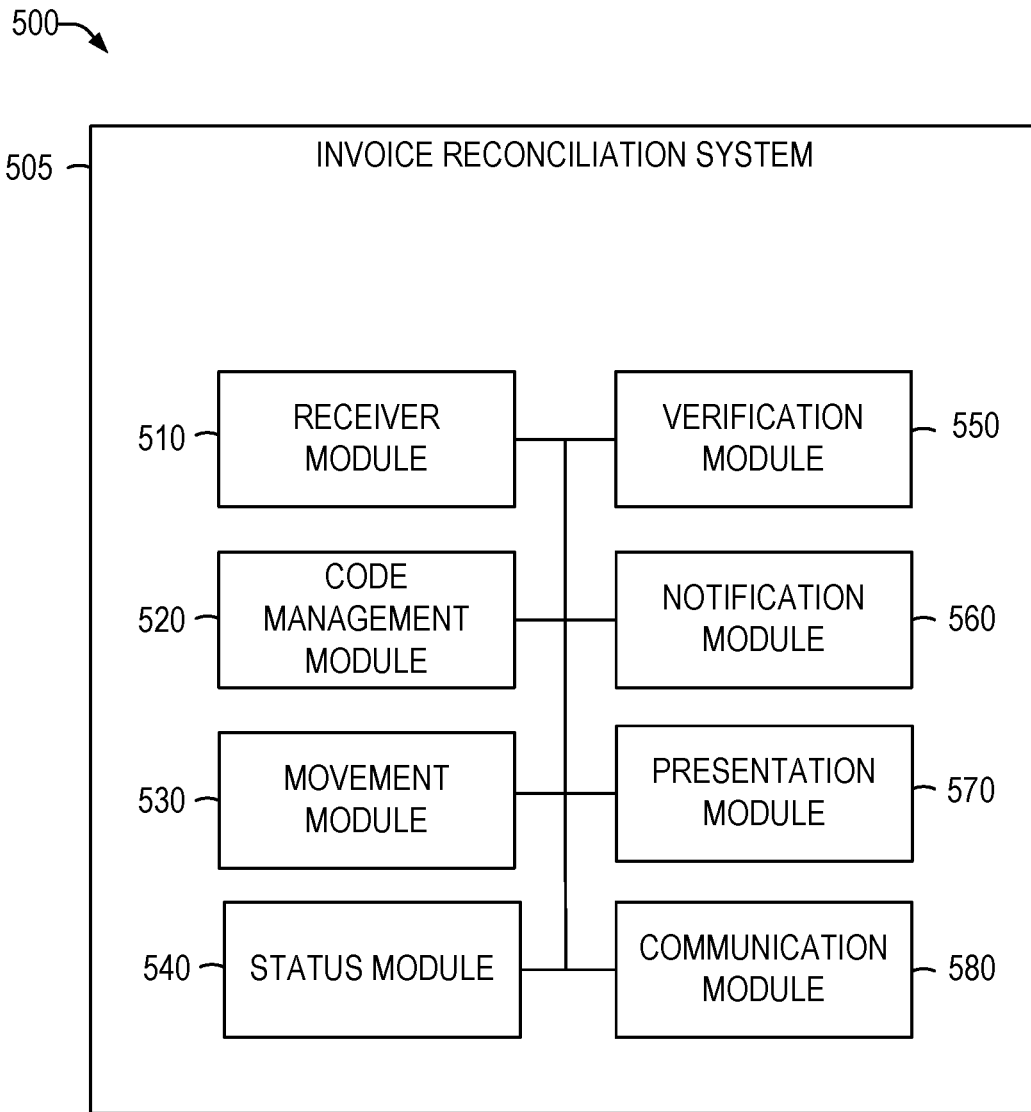 500
505
INVOICE RECONCILIATION SYSTEM
510
RECEIVER
MODULE
VERIFICATION
MODULE
550
520
CODE
MANAGEMENT
MODULE
NOTIFICATION
MODULE
560
530
MOVEMENT
MODULE
PRESENTATION
MODULE
570
540
STATUS MODULE
COMMUNICATION
MODULE
580